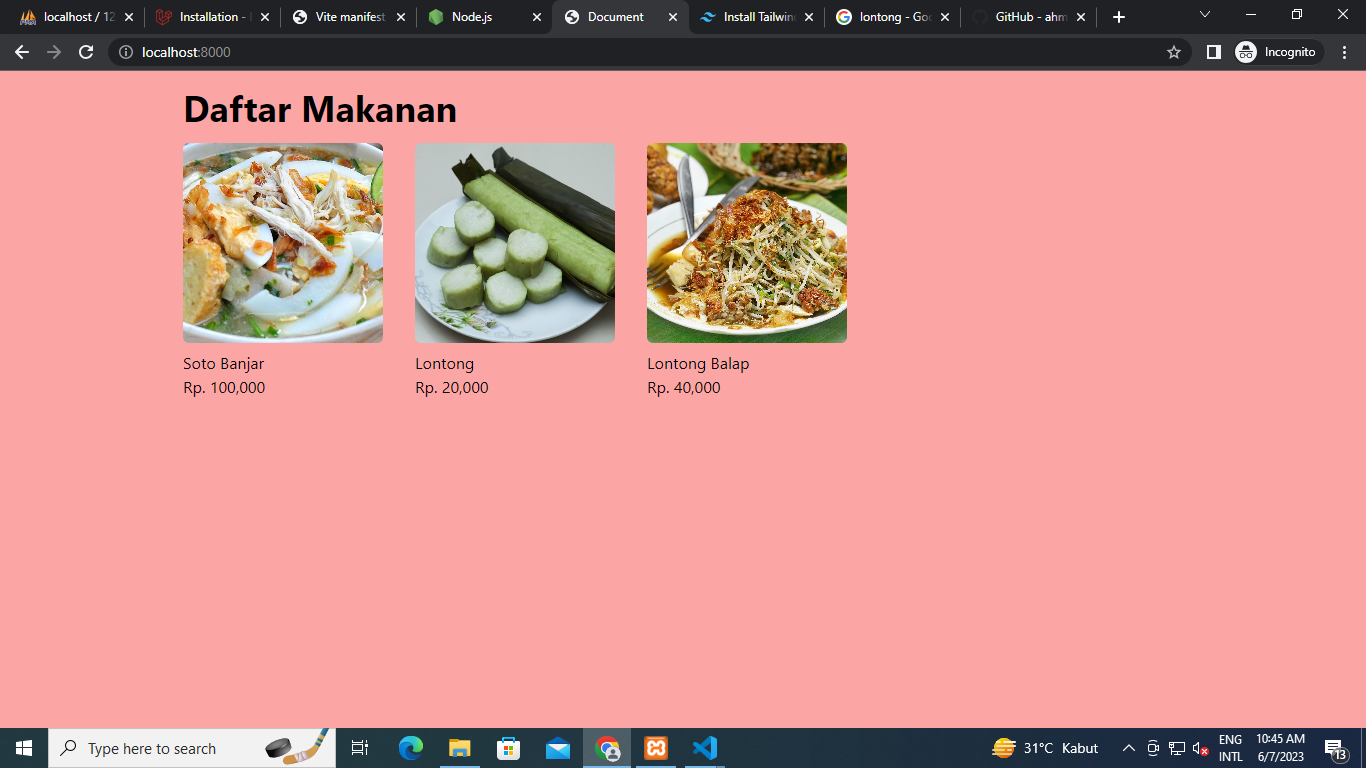 localhost / 12
Installation -
Vite manifest
Node.js
Document
Install Tailwin
lontong - Goo
GitHub - ahm
localhost:8000
Incognito
Daftar Makanan
Soto Banjar
Rp. 100,000
Lontong
Rp. 20,000
Lontong Balap
Rp. 40,000
Type here to search
31°C Kabut
ENG
INTL
10:45 AM
6/7/2023
13